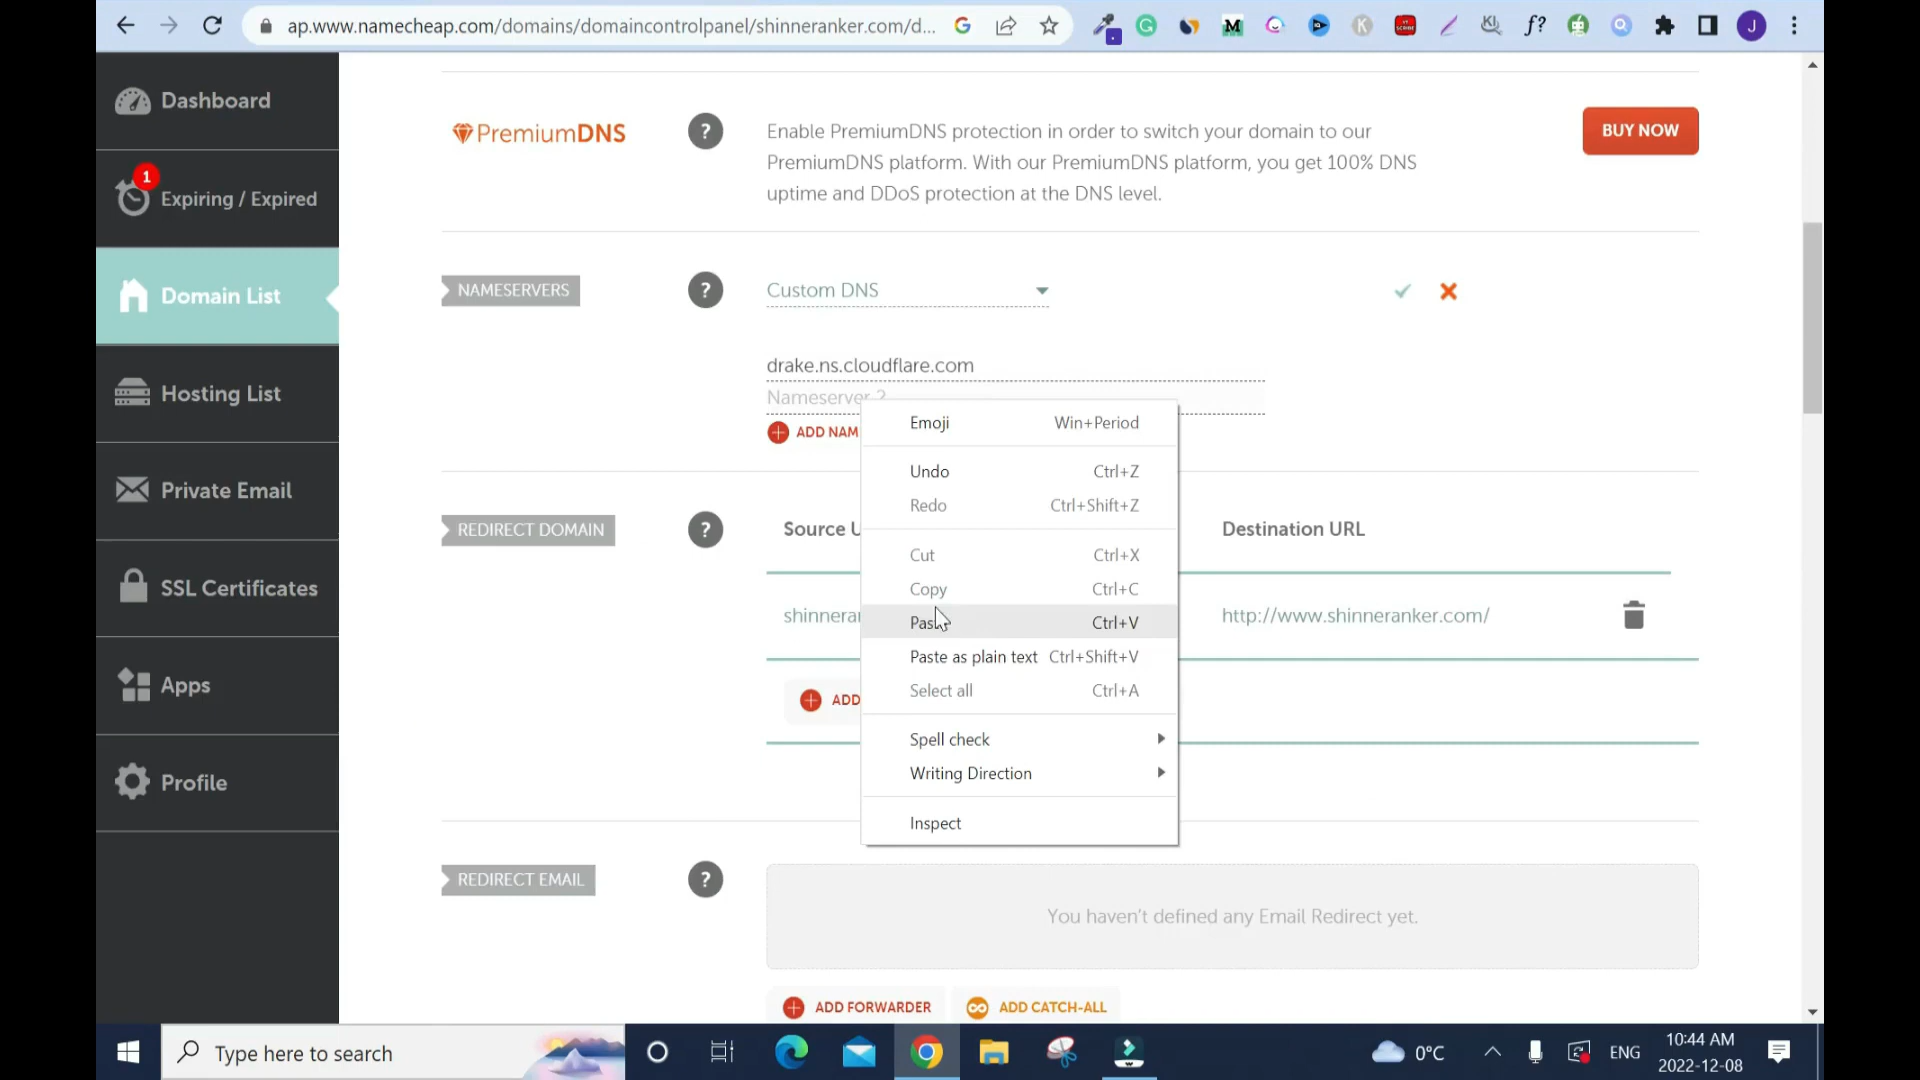 ap.www.namecheap.com/domains/domaincontrolpanel/shinneranker.com/d...
Dashboard
1
Expiring / Expired
Domain List
Hosting List
Private Email
SSL Certificates
Apps
Profile
PremiumDNS
?
Enable PremiumDNS protection in order to switch your domain to our
PremiumDNS platform. With our PremiumDNS platform, you get 100% DNS
uptime and DDoS protection at the DNS level.
BUY NOW
NAMESERVERS
?
Custom DNS
drake.ns.cloudflare.com
Nameserver 2
ADD NAM
REDIRECT DOMAIN
?
Source U
Destination URL
shinnerar
http://www.shinneranker.com/
ADD
Emoji Win+Period
Undo Ctrl+Z
Redo Ctrl+Shift+Z
Cut Ctrl+X
Copy Ctrl+C
Paste Ctrl+V
Paste as plain text Ctrl+Shift+V
Select all Ctrl+A
Spell check
Writing Direction
Inspect
REDIRECT EMAIL
?
You haven't defined any Email Redirect yet.
ADD FORWARDER
ADD CATCH-ALL
Type here to search
0°C
ENG
10:44 AM
2022-12-08